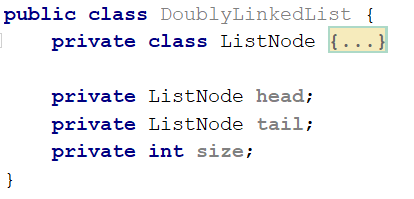 public class DoublyLinkedList {
    private class ListNode {...}
    private ListNode head;
    private ListNode tail;
    private int size;
}